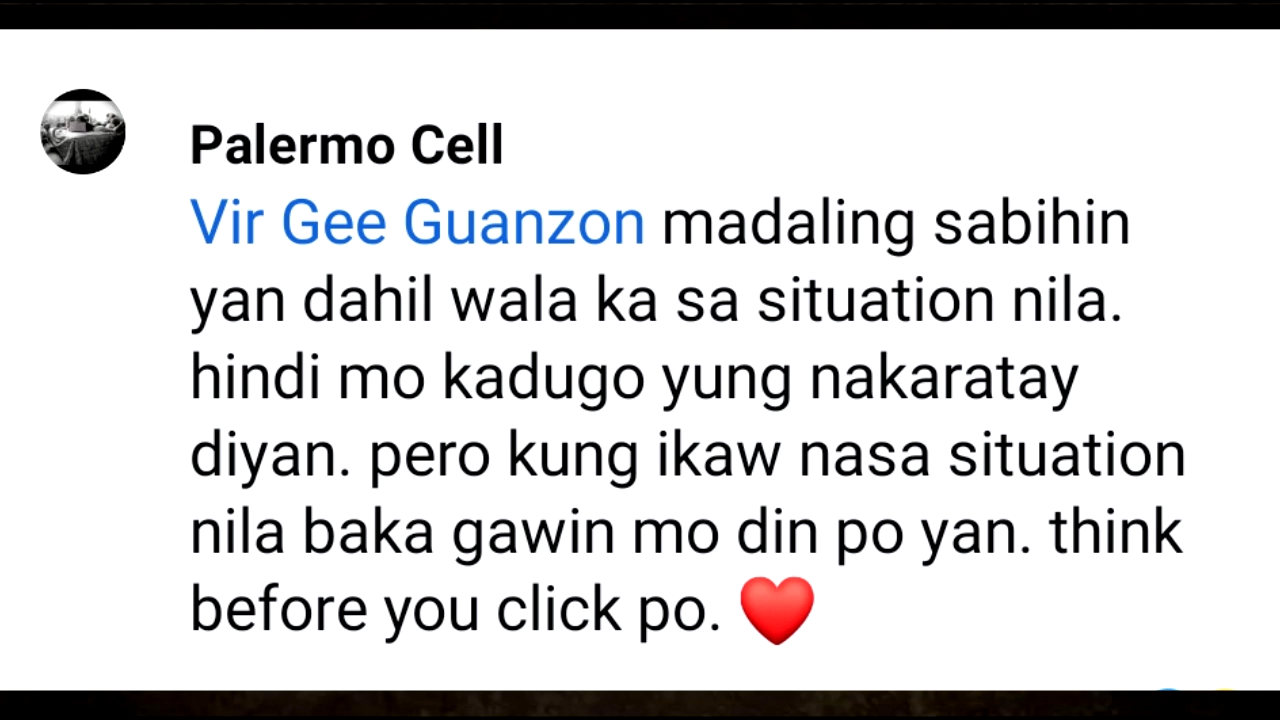 Palermo Cell
Vir Gee Guanzon madaling sabihin
yan dahil wala ka sa situation nila.
hindi mo kadugo yung nakaratay
diyan. pero kung ikaw nasa situation
nila baka gawin mo din po yan. think
before you click po. ❤️